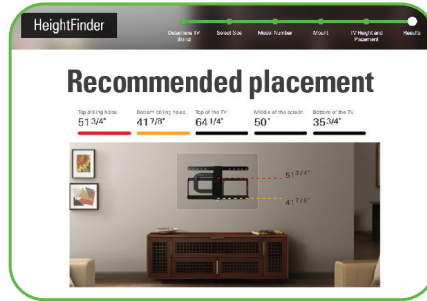 HeightFinder
Determine TV Brand
Select Size
Model Number
Mount
TV Height and Placement
Results
Recommended placement
Top drilling holes
51 3/4"
Bottom drilling holes
41 7/8"
Top of the TV
64 1/4"
Middle of the screen
50"
Bottom of the TV
35 3/4"
51 3/4"
41 7/8"